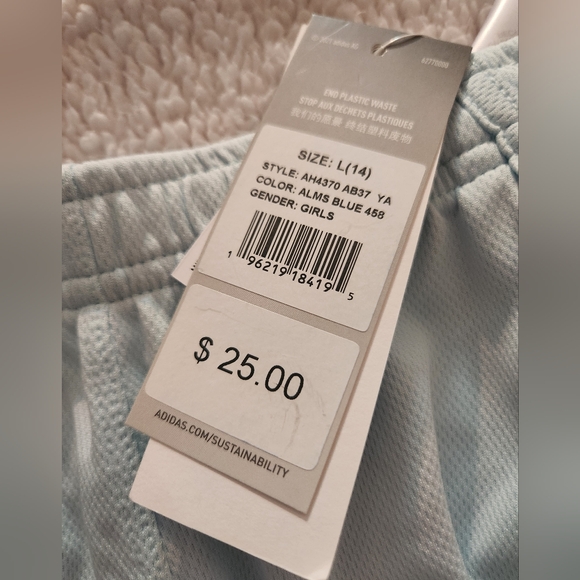 END PLASTIC WASTE
STOP AUX DÉCHETS PLASTIQUES
SIZE: L(14)
STYLE: AH4370 AB37 YA
COLOR: ALMS BLUE 458
GENDER: GIRLS
1 96219 18419 5
$ 25.00
ADIDAS.COM/SUSTAINABILITY